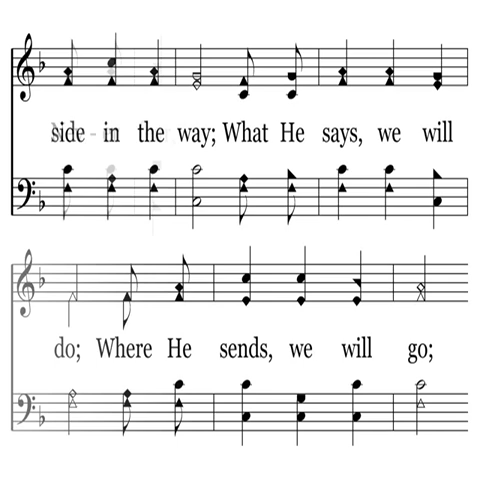 side - in the way; What He says, we will
do; Where He sends, we will go;